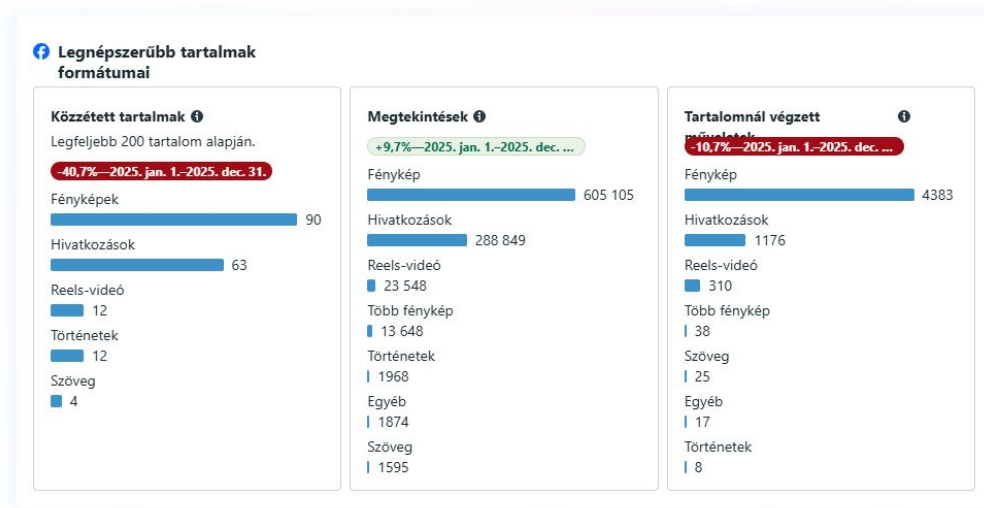 Legnépszerűbb tartalmak
formátumai
Közzétett tartalmak
Legfeljebb 200 tartalom alapján.
-40,7%—2025. jan. 1.–2025. dec. 31.
Fényképek
90
Hivatkozások
63
Reels-videó
12
Történetek
12
Szöveg
4
Megtekintések
+9,7%—2025. jan. 1.–2025. dec. ...
Fénykép
605 105
Hivatkozások
288 849
Reels-videó
23 548
Több fénykép
13 648
Történetek
1968
Egyéb
1874
Szöveg
1595
Tartalomnál végzett
műveletek
-10,7%—2025. jan. 1.–2025. dec. ...
Fénykép
4383
Hivatkozások
1176
Reels-videó
310
Több fénykép
38
Szöveg
25
Egyéb
17
Történetek
8